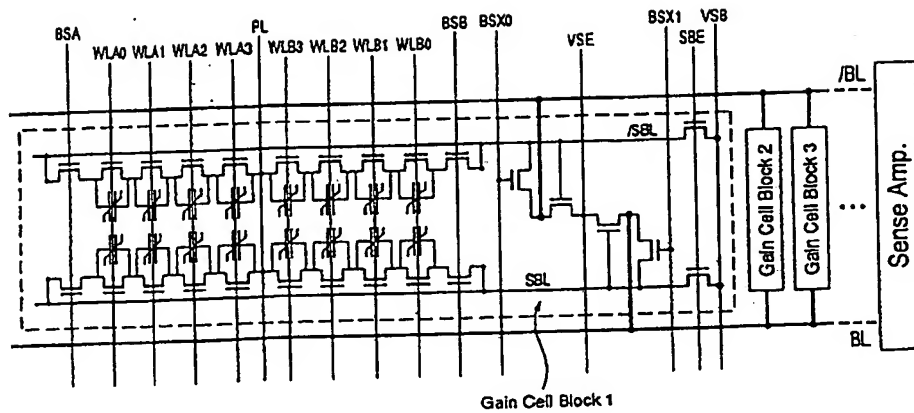 BSA
WLA0
WLA1
WLA2
WLA3
PL
WLB3
WLB2
WLB1
WLB0
BSB
BSX0
VSE
BSX1
SBE
VSB
/BL
/SBL
Gain Cell Block 2
Gain Cell Block 3
...
Sense Amp.
SBL
BL
Gain Cell Block 1